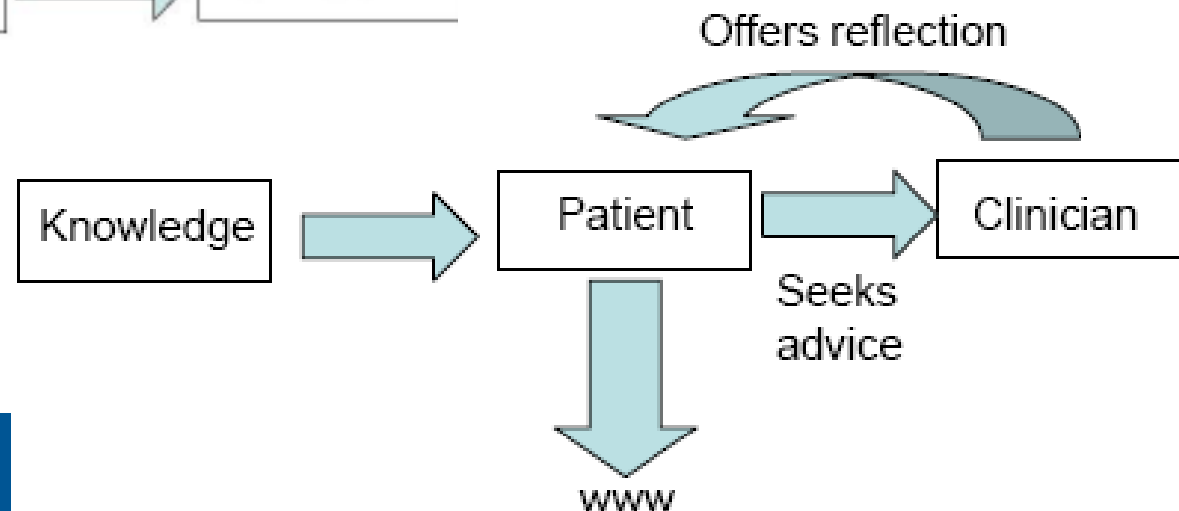 Offers reflection
Knowledge
Patient
Clinician
Seeks
advice
www